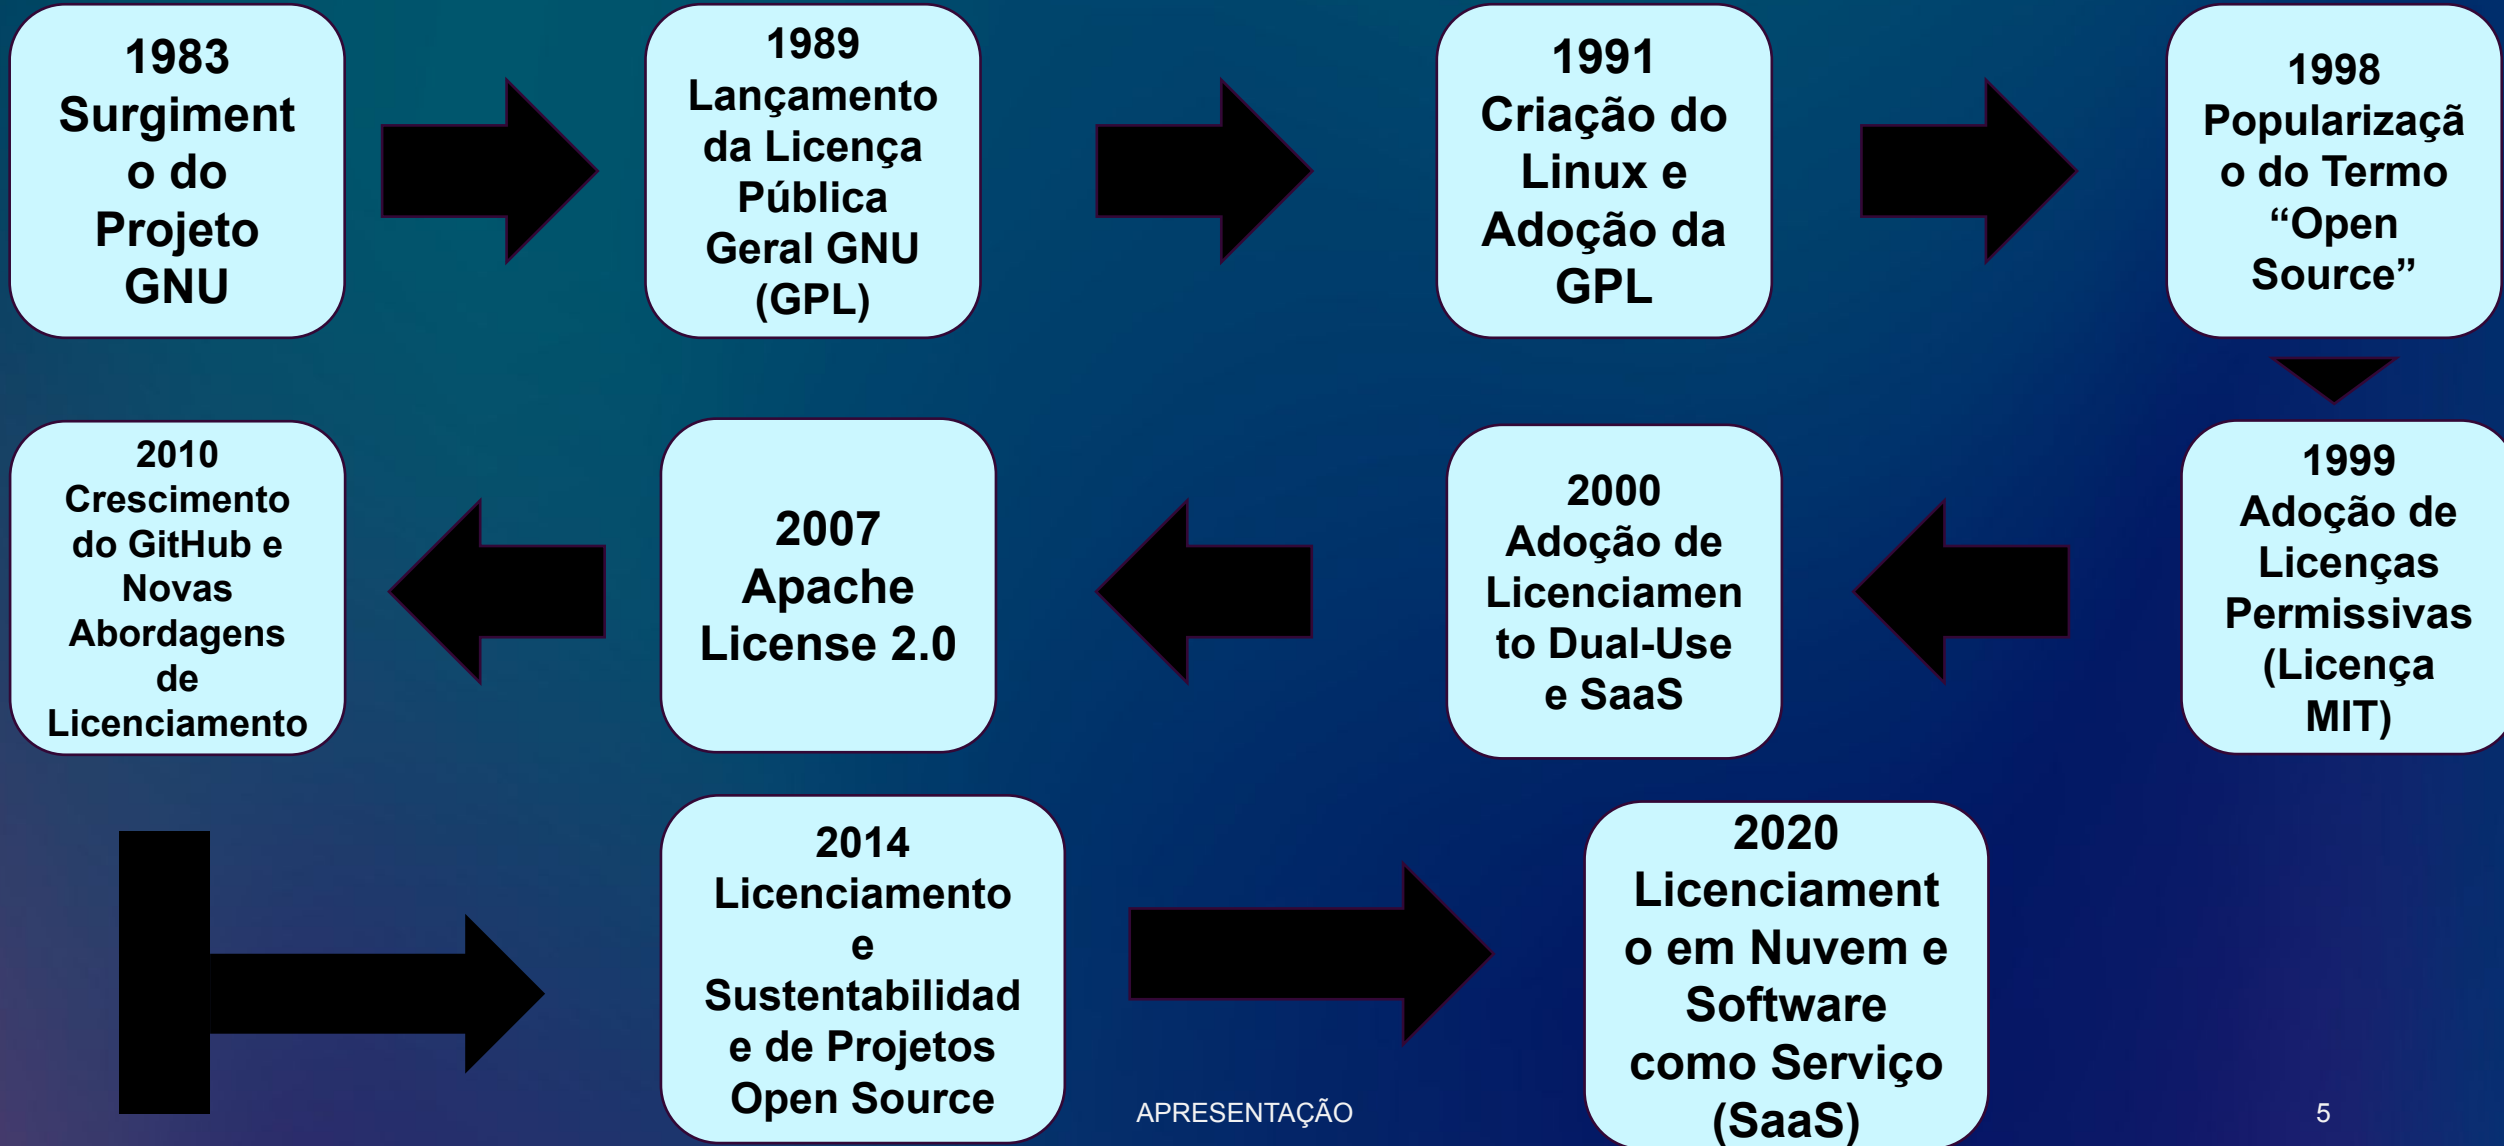 1983
Surgiment
o do
Projeto
GNU
1989
Lançamento
da Licença
Pública
Geral GNU
(GPL)
1991
Criação do
Linux e
Adoção da
GPL
1998
Popularizaçã
o do Termo
“Open
Source”
1999
Adoção de
Licenças
Permissivas
(Licença
MIT)
2000
Adoção de
Licenciamen
to Dual-Use
e SaaS
2007
Apache
License 2.0
2010
Crescimento
do GitHub e
Novas
Abordagens
de
Licenciamento
2014
Licenciamento
e
Sustentabilidad
e de Projetos
Open Source
2020
Licenciament
o em Nuvem e
Software
como Serviço
(SaaS)
APRESENTAÇÃO
5